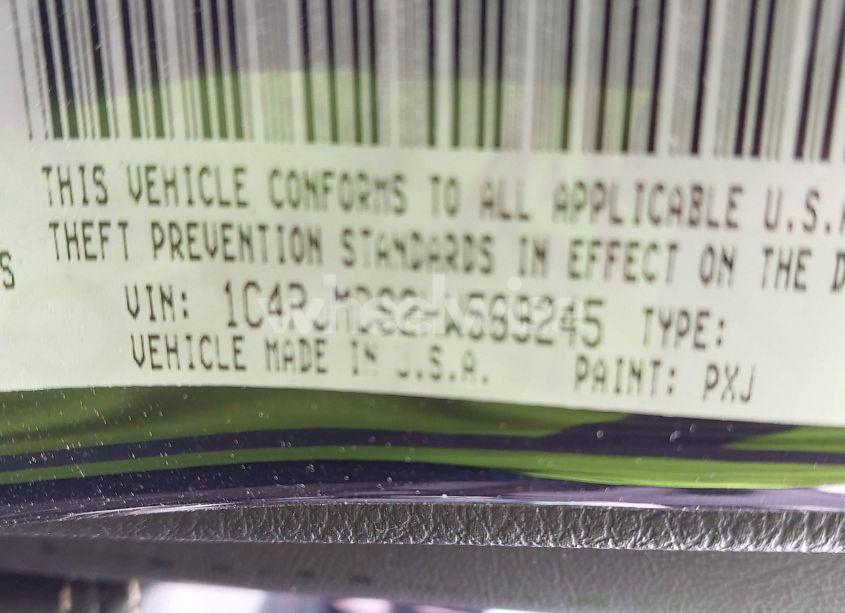 THIS VEHICLE CONFORMS TO ALL APPLICABLE U.S.A
THEFT PREVENTION STANDARDS IN EFFECT ON THE D
S
VIN: TYPE:
VEHICLE MADE IN U.S.A. PAINT: PXJ